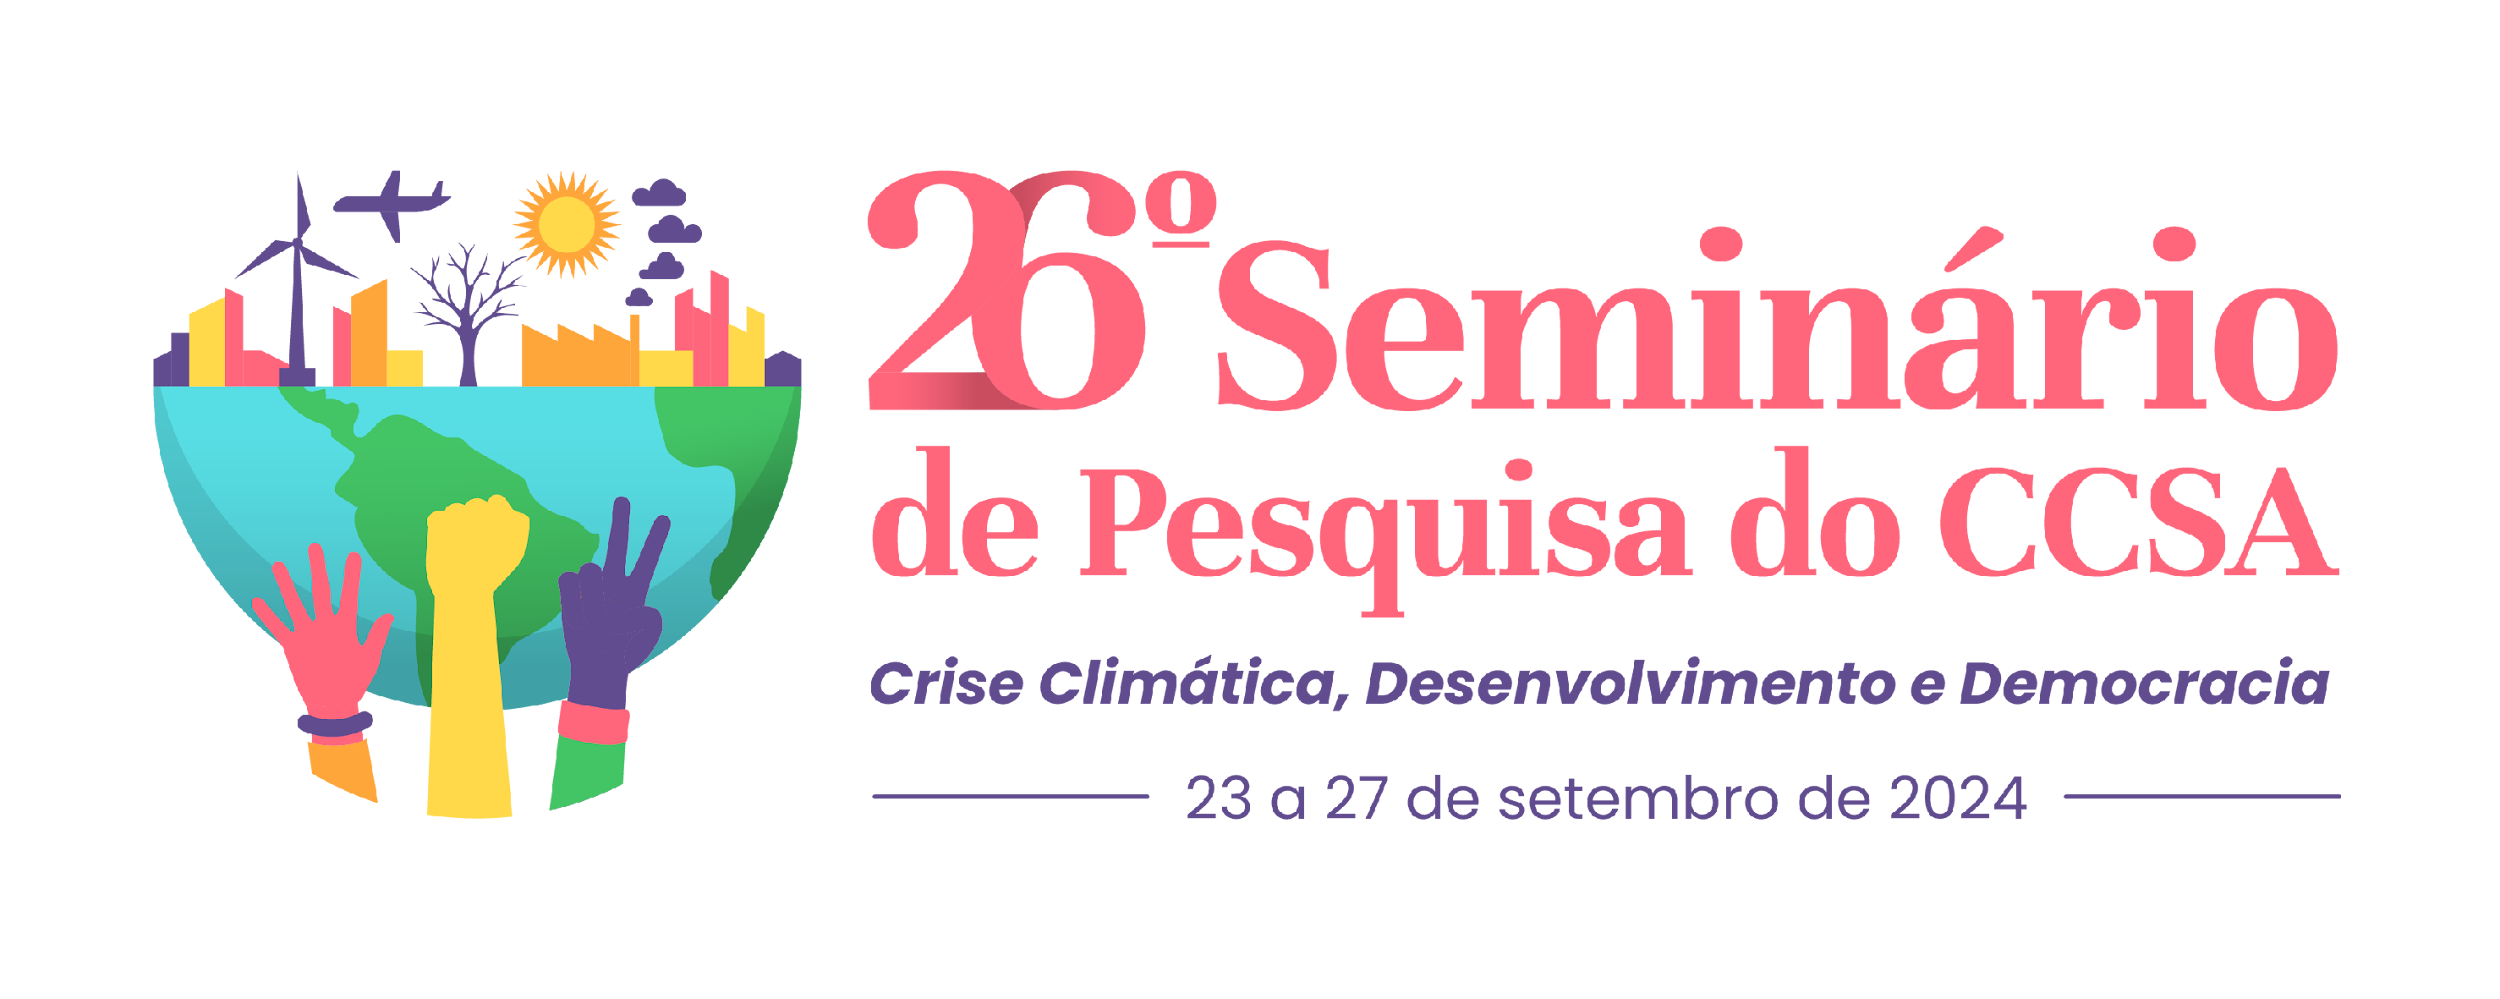 26º Seminário
de Pesquisa do CCSA
Crise Climática, Desenvolvimento e Democracia
23 a 27 de setembro de 2024